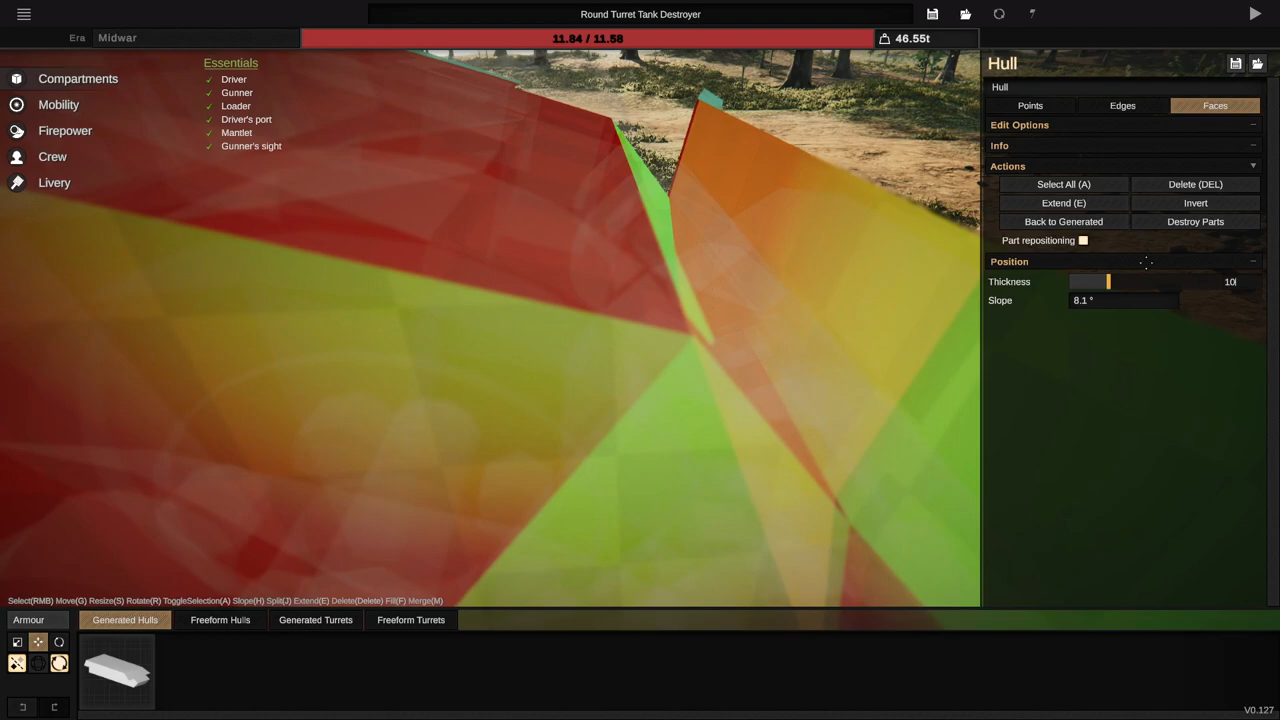 Round Turret Tank Destroyer
Era Midwar
11.84 / 11.58
46.55t
Compartments
Mobility
Firepower
Crew
Livery
Essentials
✓ Driver
✓ Gunner
✓ Loader
✓ Driver's port
✓ Mantlet
✓ Gunner's sight
Hull
Hull
Points Edges Faces
Edit Options
Info
Actions
Select All (A) Delete (DEL)
Extend (E) Invert
Back to Generated Destroy Parts
Part repositioning
Position
Thickness 10
Slope 8.1 °
Select(RMB) Move(G) Resize(S) Rotate(R) ToggleSelection(A) Slope(H) Split(J) Extend(E) Delete(Delete) Fill(F) Merge(M)
Armour Generated Hulls Freeform Hulls Generated Turrets Freeform Turrets
V0.127